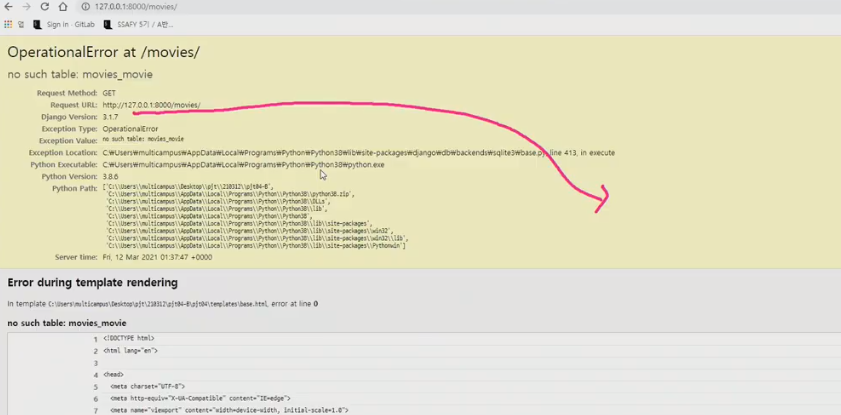 127.0.0.1:8000/movies/
앱 Sign in · GitLab SSAFY 5기 / A반...
OperationalError at /movies/
no such table: movies_movie
Request Method: GET
Request URL: http://127.0.0.1:8000/movies/
Django Version: 3.1.7
Exception Type: OperationalError
Exception Value: no such table: movies_movie
Exception Location: C:₩Users₩multicampus₩AppData₩Local₩Programs₩Python₩Python38₩lib₩site-packages₩django₩db₩backends₩sqlite3₩base.py, line 413, in execute
Python Executable: C:₩Users₩multicampus₩AppData₩Local₩Programs₩Python₩Python38₩python.exe
Python Version: 3.8.6
Python Path: ['C:\\Users\\multicampus\\Desktop\\pjt\\210312\\pjt04-B',
'C:\\Users\\multicampus\\AppData\\Local\\Programs\\Python\\Python38\\python38.zip',
'C:\\Users\\multicampus\\AppData\\Local\\Programs\\Python\\Python38\\DLLs',
'C:\\Users\\multicampus\\AppData\\Local\\Programs\\Python\\Python38\\lib',
'C:\\Users\\multicampus\\AppData\\Local\\Programs\\Python\\Python38',
'C:\\Users\\multicampus\\AppData\\Local\\Programs\\Python\\Python38\\lib\\site-packages',
'C:\\Users\\multicampus\\AppData\\Local\\Programs\\Python\\Python38\\lib\\site-packages\\win32',
'C:\\Users\\multicampus\\AppData\\Local\\Programs\\Python\\Python38\\lib\\site-packages\\win32\\lib',
'C:\\Users\\multicampus\\AppData\\Local\\Programs\\Python\\Python38\\lib\\site-packages\\Pythonwin']
Server time: Fri, 12 Mar 2021 01:37:47 +0000
Error during template rendering
In template C:\Users\multicampus\Desktop\pjt\210312\pjt04-B\pjt04\templates\base.html, error at line 0
no such table: movies_movie
1 <!DOCTYPE html>
2 <html lang="en">
3
4 <head>
5 <meta charset="UTF-8">
6 <meta http-equiv="X-UA-Compatible" content="IE=edge">
7 <meta name="viewport" content="width=device-width, initial-scale=1.0">